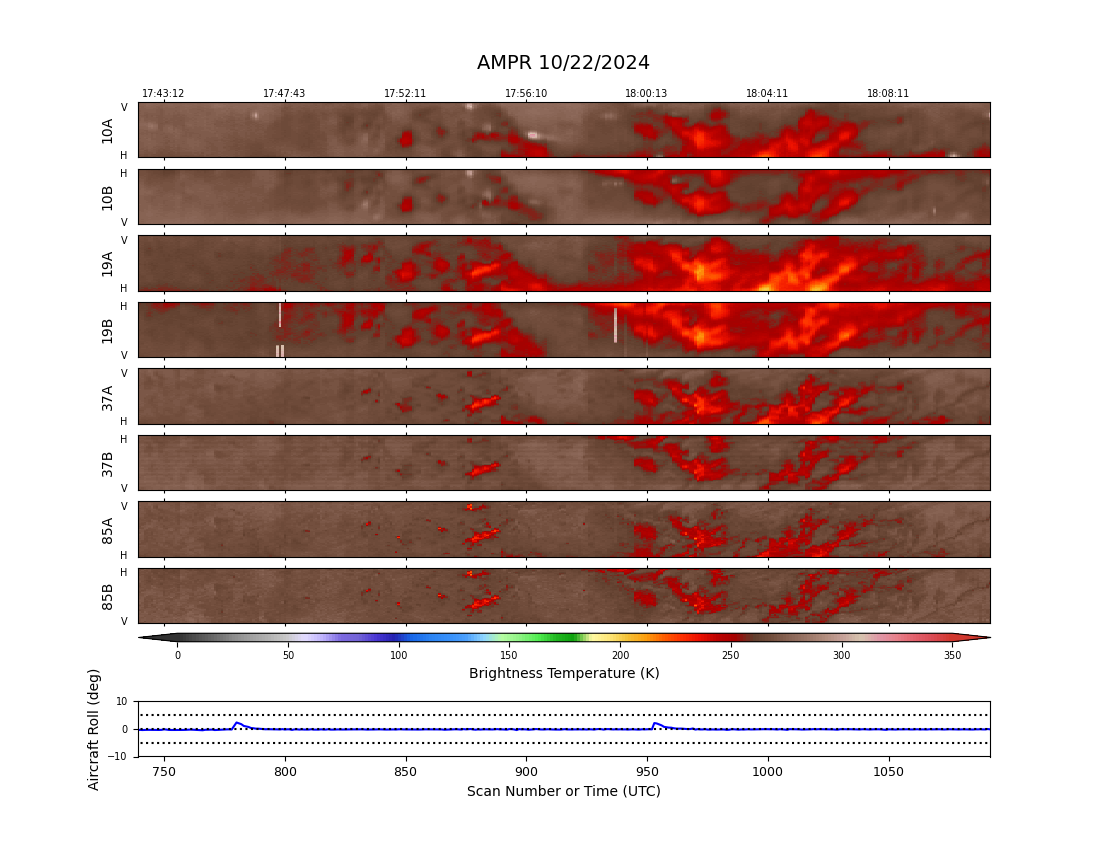 AMPR 10/22/2024
17:43:12 17:47:43 17:52:11 17:56:10 18:00:13 18:04:11 18:08:11
V
10A
H
H
10B
V
V
19A
H
H
19B
V
V
37A
H
H
37B
V
V
85A
H
H
85B
V
0 50 100 150 200 250 300 350
Brightness Temperature (K)
Aircraft Roll (deg)
10
0
−10
750 800 850 900 950 1000 1050
Scan Number or Time (UTC)